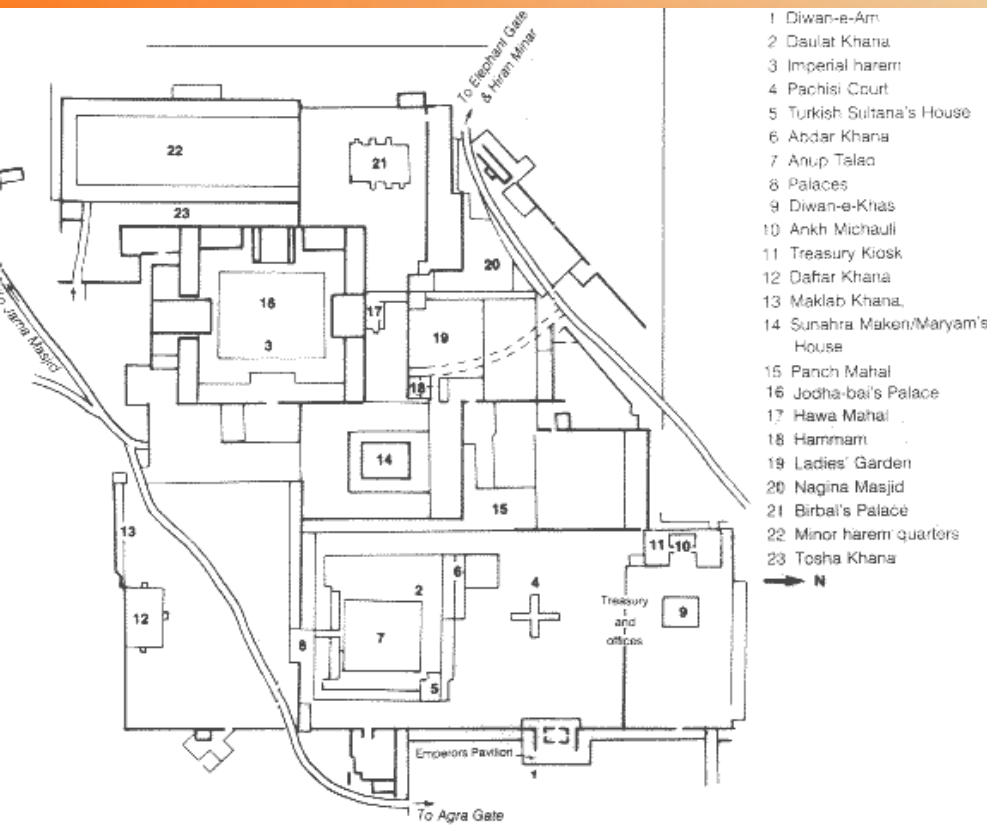 1 Diwan-e-Am
2 Daulat Khana
3 Imperial harem
4 Pachisi Court
5 Turkish Sultana's House
6 Abdar Khana
7 Anup Talao
8 Palaces
9 Diwan-e-Khas
10 Ankh Michauli
11 Treasury Kiosk
12 Daftar Khana
13 Maklab Khana,
14 Sunahra Maken/Maryam's
House
15 Panch Mahal
16 Jodha-bai's Palace
17 Hawa Mahal
18 Hammam
19 Ladies' Garden
20 Nagina Masjid
21 Birbal's Palace
22 Minor harem quarters
23 Tosha Khana
N
To Elephant Gate
& Hiran Minar
22
21
23
20
16
17
19
3
18
To Jama Masjid
14
15
13
11
10
6
2
4
12
Treasury
and
offices
9
7
8
5
Emperors Pavilion
1
To Agra Gate